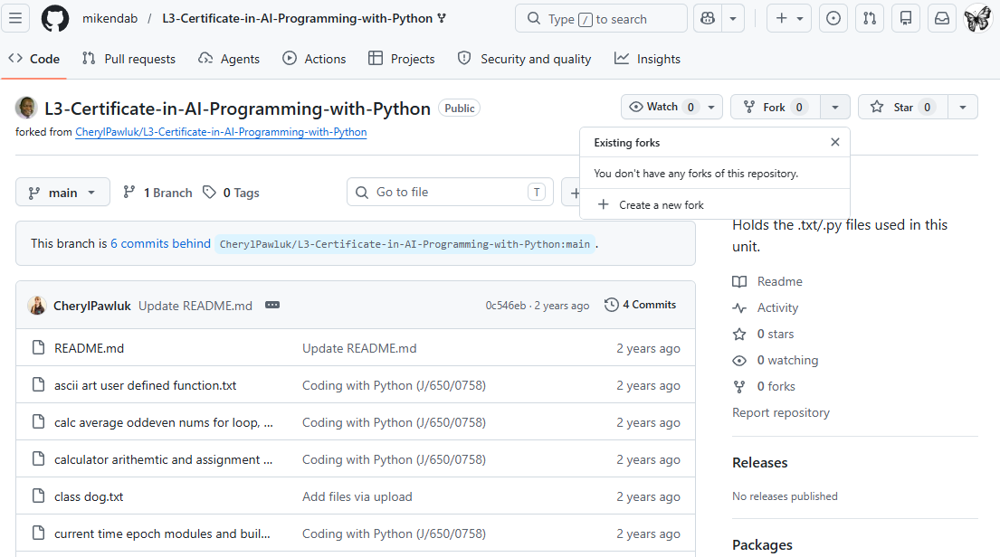 mikendab / L3-Certificate-in-AI-Programming-with-Python
Type / to search
Code Pull requests Agents Actions Projects Security and quality Insights
L3-Certificate-in-AI-Programming-with-Python Public
Watch 0 Fork 0 Star 0
forked from CherylPawluk/L3-Certificate-in-AI-Programming-with-Python
Existing forks
You don't have any forks of this repository.
Create a new fork
main 1 Branch 0 Tags Go to file T
This branch is 6 commits behind CherylPawluk/L3-Certificate-in-AI-Programming-with-Python:main .
CherylPawluk Update README.md 0c546eb · 2 years ago 4 Commits
README.md Update README.md 2 years ago
ascii art user defined function.txt Coding with Python (J/650/0758) 2 years ago
calc average oddeven nums for loop, ... Coding with Python (J/650/0758) 2 years ago
calculator arithemtic and assignment ... Coding with Python (J/650/0758) 2 years ago
class dog.txt Add files via upload 2 years ago
current time epoch modules and buil... Coding with Python (J/650/0758) 2 years ago
Holds the .txt/.py files used in this
unit.
Readme
Activity
0 stars
0 watching
0 forks
Report repository
Releases
No releases published
Packages